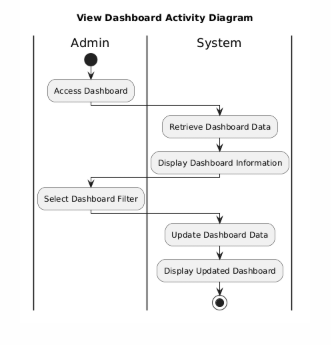 View Dashboard Activity Diagram
Admin
System
Access Dashboard
Retrieve Dashboard Data
Display Dashboard Information
Select Dashboard Filter
Update Dashboard Data
Display Updated Dashboard